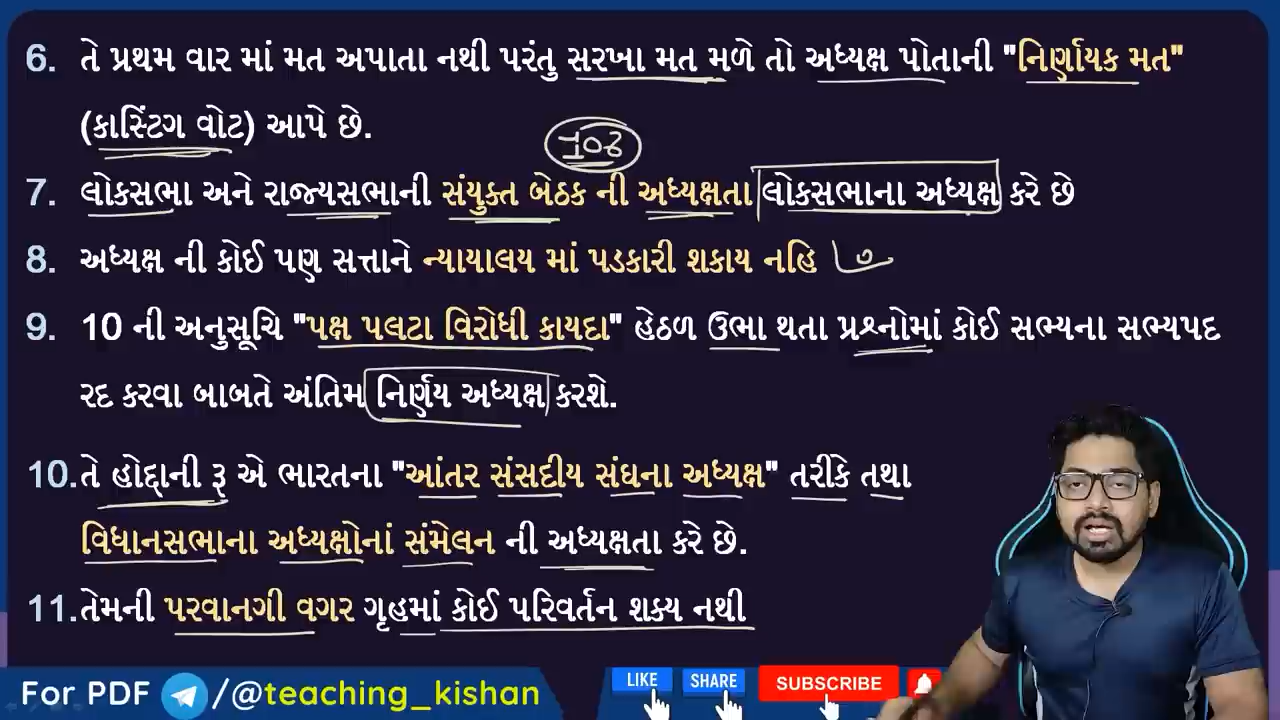 6. તે પ્રથમ વાર માં મત અપાતા નથી પરંતુ સરખા મત મળે તો અધ્યક્ષ પોતાની "નિર્ણાયક મત"
(કાસ્ટિંગ વોટ) આપે છે.
108
7. લોકસભા અને રાજ્યસભાની સંયુક્ત બેઠક ની અધ્યક્ષતા લોકસભાના અધ્યક્ષ કરે છે
8. અધ્યક્ષ ની કોઈ પણ સત્તાને ન્યાયાલય માં પડકારી શકાય નહિ
9. 10 ની અનુસૂચિ "પક્ષ પલટા વિરોધી કાયદા" હેઠળ ઉભા થતા પ્રશ્નોમાં કોઈ સભ્યના સભ્યપદ
રદ કરવા બાબતે અંતિમ નિર્ણય અધ્યક્ષ કરશે.
10. તે હોદ્દાની રૂ એ ભારતના "આંતર સંસદીય સંઘના અધ્યક્ષ" તરીકે તથા
વિધાનસભાના અધ્યક્ષોનાં સંમેલન ની અધ્યક્ષતા કરે છે.
11. તેમની પરવાનગી વગર ગૃહમાં કોઈ પરિવર્તન શક્ય નથી
For PDF /@teaching_kishan LIKE SHARE SUBSCRIBE